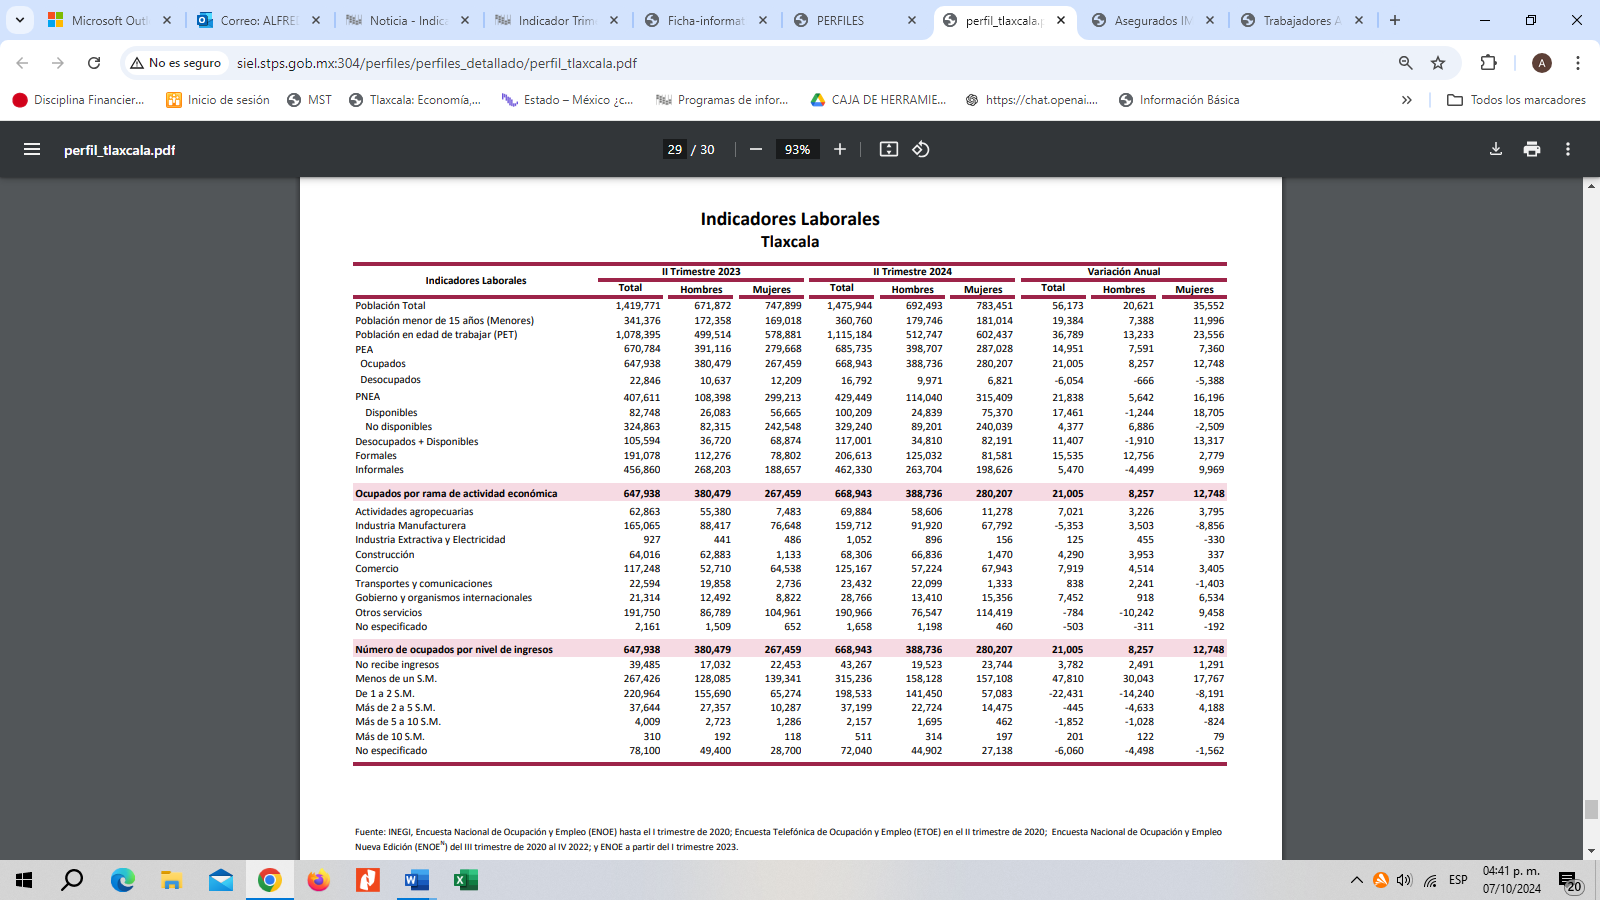 Microsoft Outl
Correo: ALFRE
Noticia - Indic
Indicador Trim
Ficha-informat
PERFILES
perfil_tlaxcala.p
Asegurados IM
Trabajadores A
No es seguro siel.stps.gob.mx:304/perfiles/perfiles_detallado/perfil_tlaxcala.pdf
A
Disciplina Financier... Inicio de sesión MST Tlaxcala: Economía,... Estado – México ¿c... Programas de infor... CAJA DE HERRAMIE... https://chat.openai.... Información Básica » Todos los marcadores
perfil_tlaxcala.pdf 29 / 30 93%
Indicadores Laborales
Tlaxcala
Indicadores Laborales II Trimestre 2023 II Trimestre 2024 Variación Anual
Total Hombres Mujeres Total Hombres Mujeres Total Hombres Mujeres
Población Total 1,419,771 671,872 747,899 1,475,944 692,493 783,451 56,173 20,621 35,552
Población menor de 15 años (Menores) 341,376 172,358 169,018 360,760 179,746 181,014 19,384 7,388 11,996
Población en edad de trabajar (PET) 1,078,395 499,514 578,881 1,115,184 512,747 602,437 36,789 13,233 23,556
PEA 670,784 391,116 279,668 685,735 398,707 287,028 14,951 7,591 7,360
Ocupados 647,938 380,479 267,459 668,943 388,736 280,207 21,005 8,257 12,748
Desocupados 22,846 10,637 12,209 16,792 9,971 6,821 -6,054 -666 -5,388
PNEA 407,611 108,398 299,213 429,449 114,040 315,409 21,838 5,642 16,196
Disponibles 82,748 26,083 56,665 100,209 24,839 75,370 17,461 -1,244 18,705
No disponibles 324,863 82,315 242,548 329,240 89,201 240,039 4,377 6,886 -2,509
Desocupados + Disponibles 105,594 36,720 68,874 117,001 34,810 82,191 11,407 -1,910 13,317
Formales 191,078 112,276 78,802 206,613 125,032 81,581 15,535 12,756 2,779
Informales 456,860 268,203 188,657 462,330 263,704 198,626 5,470 -4,499 9,969
Ocupados por rama de actividad económica 647,938 380,479 267,459 668,943 388,736 280,207 21,005 8,257 12,748
Actividades agropecuarias 62,863 55,380 7,483 69,884 58,606 11,278 7,021 3,226 3,795
Industria Manufacturera 165,065 88,417 76,648 159,712 91,920 67,792 -5,353 3,503 -8,856
Industria Extractiva y Electricidad 927 441 486 1,052 896 156 125 455 -330
Construcción 64,016 62,883 1,133 68,306 66,836 1,470 4,290 3,953 337
Comercio 117,248 52,710 64,538 125,167 57,224 67,943 7,919 4,514 3,405
Transportes y comunicaciones 22,594 19,858 2,736 23,432 22,099 1,333 838 2,241 -1,403
Gobierno y organismos internacionales 21,314 12,492 8,822 28,766 13,410 15,356 7,452 918 6,534
Otros servicios 191,750 86,789 104,961 190,966 76,547 114,419 -784 -10,242 9,458
No especificado 2,161 1,509 652 1,658 1,198 460 -503 -311 -192
Número de ocupados por nivel de ingresos 647,938 380,479 267,459 668,943 388,736 280,207 21,005 8,257 12,748
No recibe ingresos 39,485 17,032 22,453 43,267 19,523 23,744 3,782 2,491 1,291
Menos de un S.M. 267,426 128,085 139,341 315,236 158,128 157,108 47,810 30,043 17,767
De 1 a 2 S.M. 220,964 155,690 65,274 198,533 141,450 57,083 -22,431 -14,240 -8,191
Más de 2 a 5 S.M. 37,644 27,357 10,287 37,199 22,724 14,475 -445 -4,633 4,188
Más de 5 a 10 S.M. 4,009 2,723 1,286 2,157 1,695 462 -1,852 -1,028 -824
Más de 10 S.M. 310 192 118 511 314 197 201 122 79
No especificado 78,100 49,400 28,700 72,040 44,902 27,138 -6,060 -4,498 -1,562
Fuente: INEGI, Encuesta Nacional de Ocupación y Empleo (ENOE) hasta el I trimestre de 2020; Encuesta Telefónica de Ocupación y Empleo (ETOE) en el II trimestre de 2020; Encuesta Nacional de Ocupación y Empleo
Nueva Edición (ENOEᴺ) del III trimestre de 2020 al IV 2022; y ENOE a partir del I trimestre 2023.
ESP
04:41 p. m.
07/10/2024
20